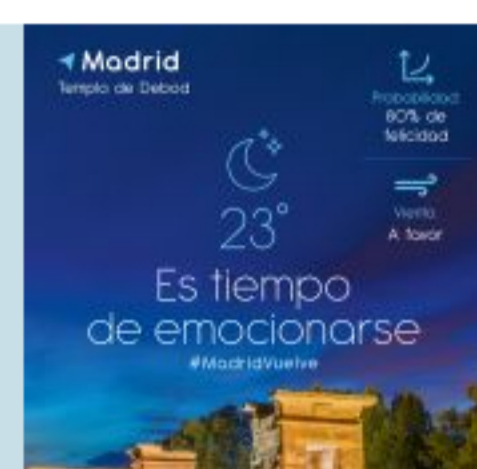 Madrid
Templo de Debod
Probabilidad
80% de
felicidad
23°
Viento
A favor
Es tiempo
de emocionarse
#MadridVuelve